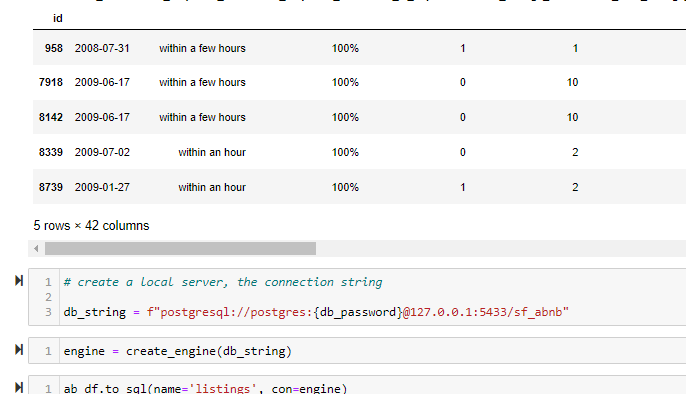 id
958 2008-07-31 within a few hours 100% 1 1
7918 2009-06-17 within a few hours 100% 0 10
8142 2009-06-17 within a few hours 100% 0 10
8339 2009-07-02 within an hour 100% 0 2
8739 2009-01-27 within an hour 100% 1 2
5 rows × 42 columns
1 # create a local server, the connection string
2
3 db_string = f"postgresql://postgres:{db_password}@127.0.0.1:5433/sf_abnb"
1 engine = create_engine(db_string)
1 ab_df.to_sql(name='listings', con=engine)